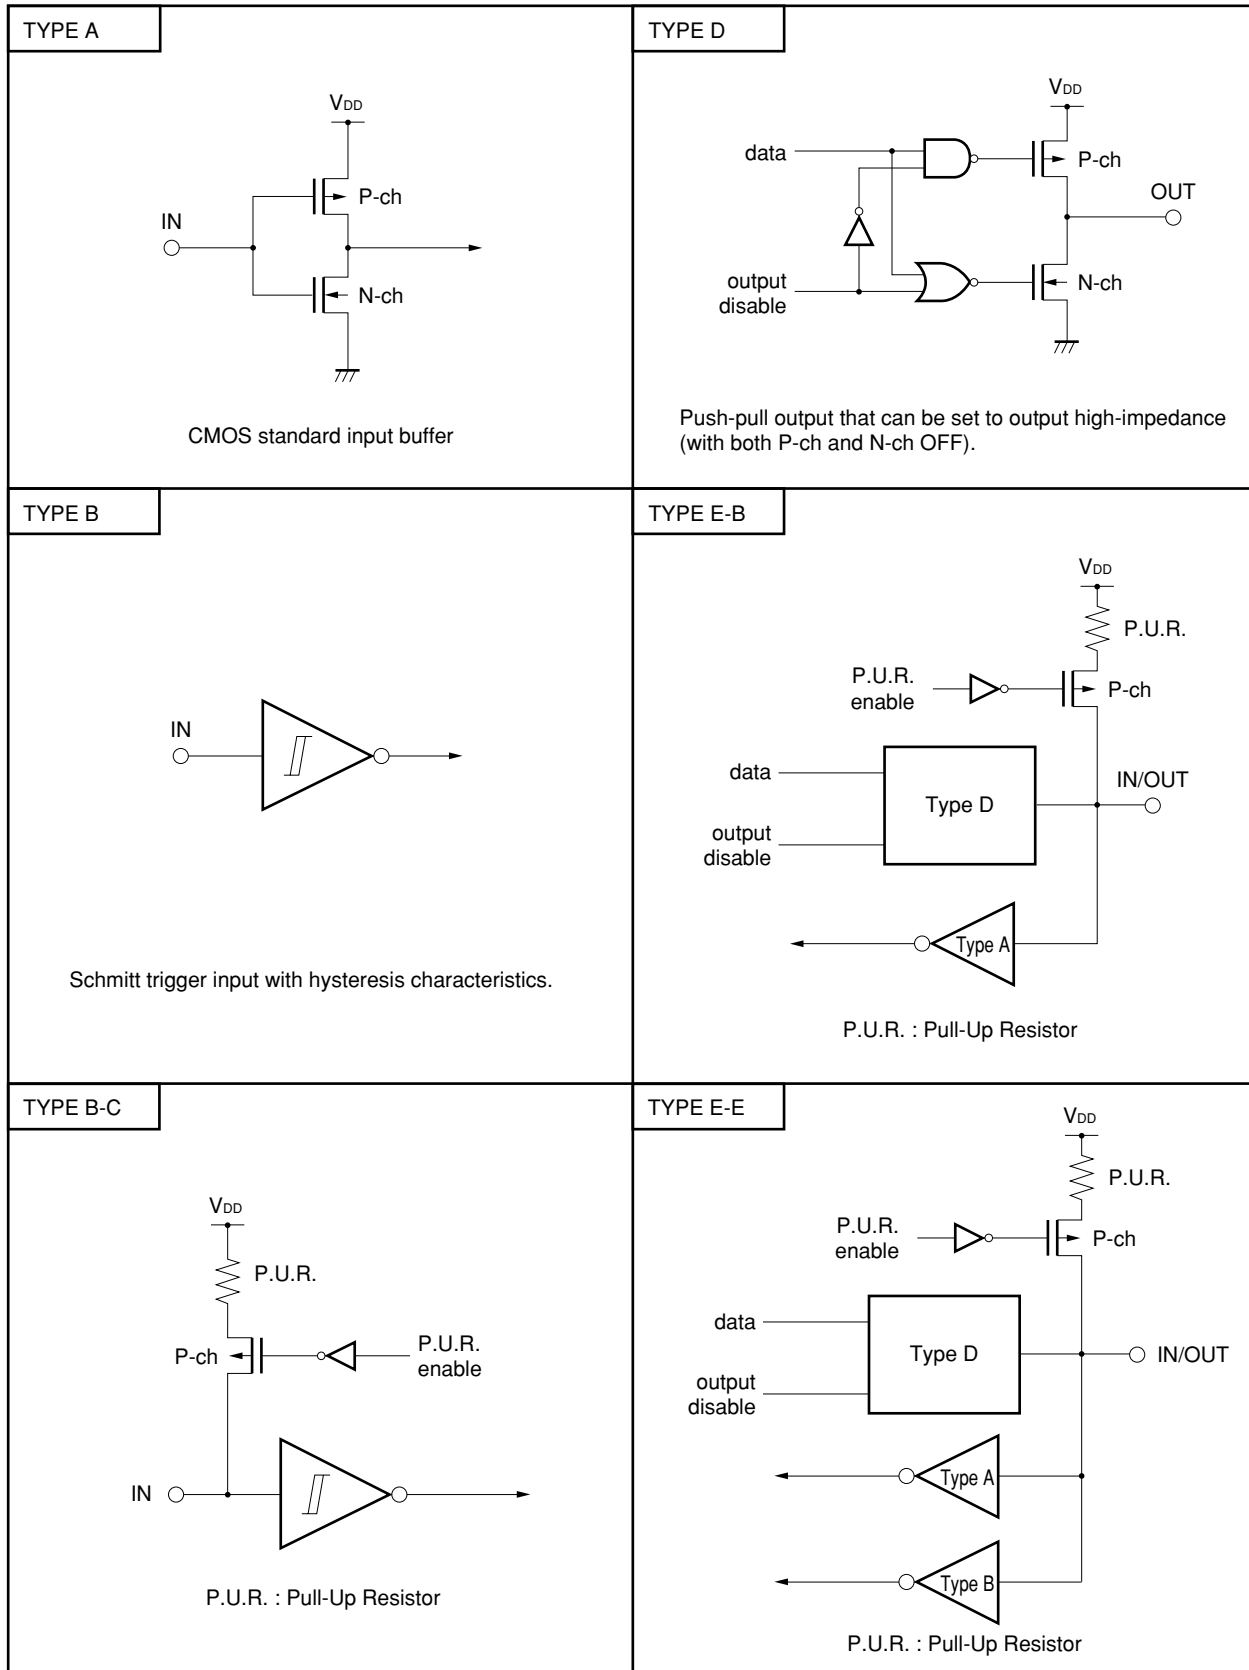 TYPE A
VDD
P-ch
IN
N-ch
CMOS standard input buffer
TYPE D
VDD
data
P-ch
OUT
output
disable
N-ch
Push-pull output that can be set to output high-impedance
(with both P-ch and N-ch OFF).
TYPE B
IN
Schmitt trigger input with hysteresis characteristics.
TYPE E-B
VDD
P.U.R.
P.U.R.
enable
P-ch
data
Type D
IN/OUT
output
disable
Type A
P.U.R. : Pull-Up Resistor
TYPE B-C
VDD
P.U.R.
P-ch
P.U.R.
enable
IN
P.U.R. : Pull-Up Resistor
TYPE E-E
VDD
P.U.R.
P.U.R.
enable
P-ch
data
Type D
IN/OUT
output
disable
Type A
Type B
P.U.R. : Pull-Up Resistor